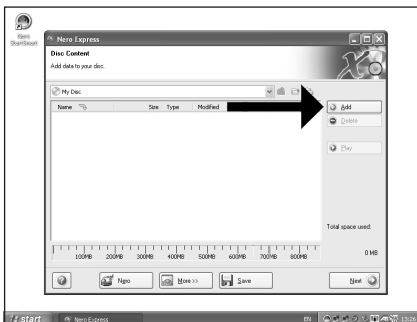 Nero
StartSmart
Nero Express
Disc Content
Add data to your disc.
My Disc
Name Size Type Modified
Add
Delete
Play
Total space used:
0 MB
100MB 200MB 300MB 400MB 500MB 600MB 700MB 800MB
Nero More >> Save Next
start Nero Express EN 13:26